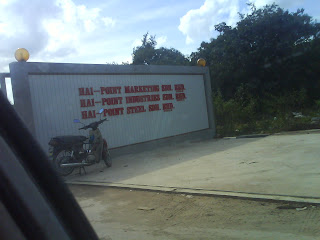 HAI-POINT MARKETING SDN. BHD.
HAI-POINT INDUSTRIES SDN. BHD.
HAI-POINT STEEL SDN. BHD.